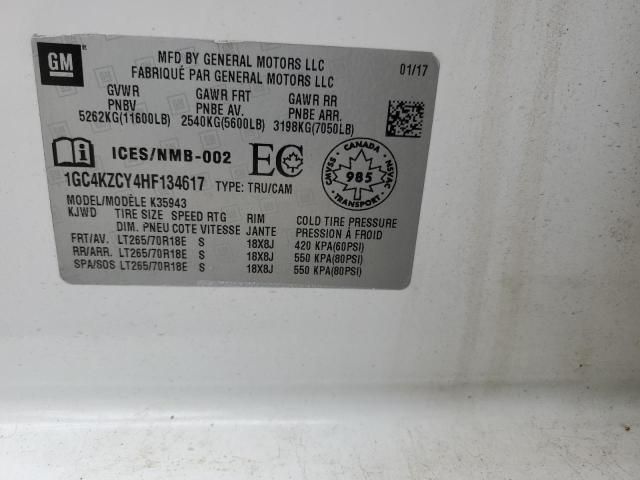 GM
MFD BY GENERAL MOTORS LLC
FABRIQUÉ PAR GENERAL MOTORS LLC
01/17
GVWR GAWR FRT GAWR RR
PNBV PNBE AV. PNBE ARR.
5262KG(11600LB) 2540KG(5600LB) 3198KG(7050LB)
ICES/NMB-002 EC
CANADA
CMVSS 985 NSVAC
1GC4KZCY4HF134617 TYPE: TRU/CAM
MODEL/MODÈLE K35943
KJWD TIRE SIZE SPEED RTG RIM COLD TIRE PRESSURE
DIM. PNEU COTE VITESSE JANTE PRESSION À FROID
FRT/AV. LT265/70R18E S 18X8J 420 KPA(60PSI)
RR/ARR. LT265/70R18E S 18X8J 550 KPA(80PSI)
SPA/SOS LT265/70R18E S 18X8J 550 KPA(80PSI)